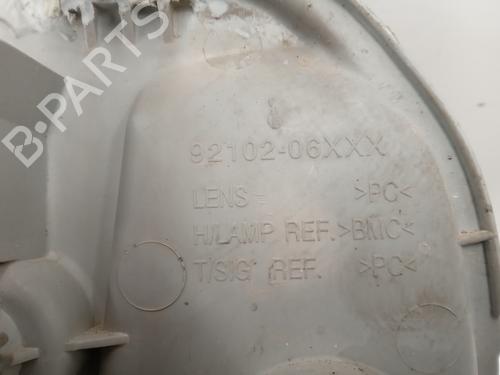 B-PARTS
92102-06XXX
LENS - >PC<
H/LAMP REF.>BMC<
T/SIG REF. >PC<